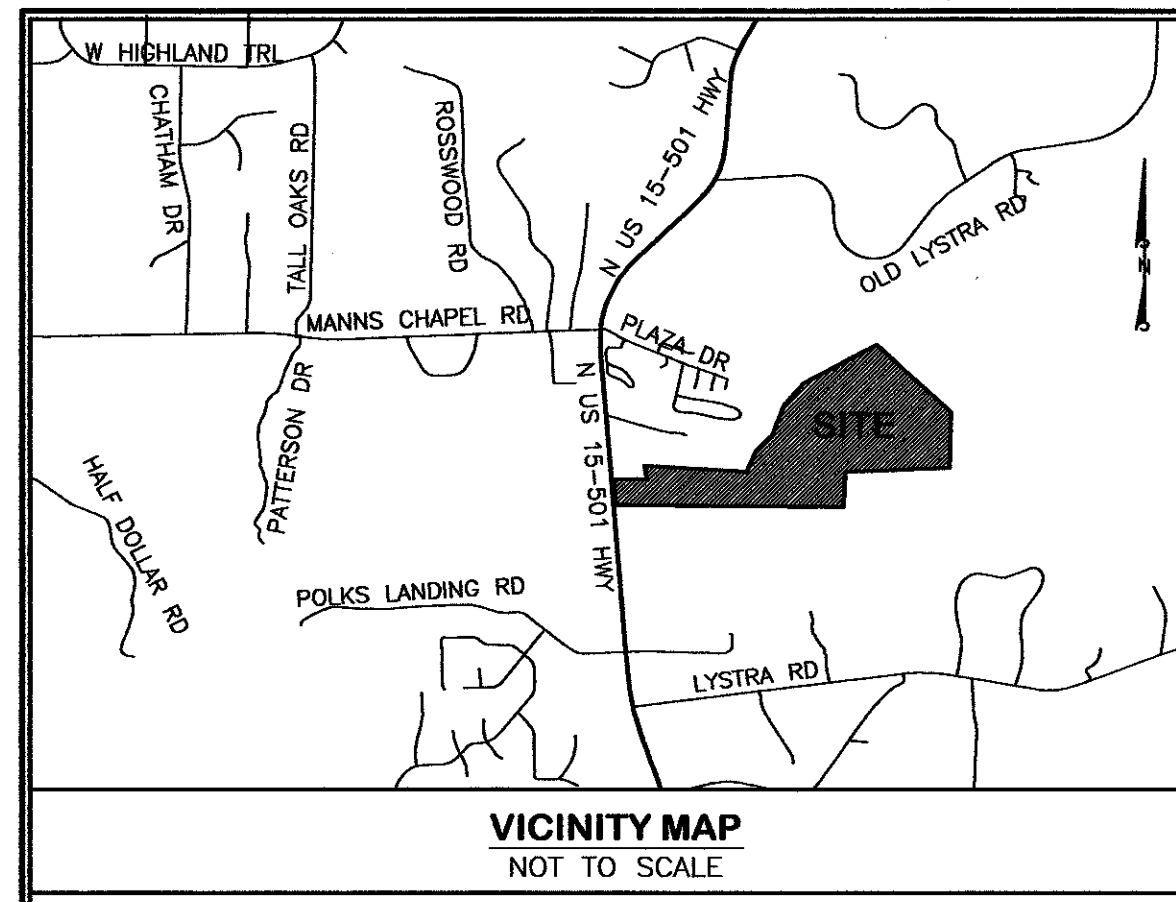 W HIGHLAND TRL
CHATHAM DR
TALL OAKS RD
ROSSWOOD RD
N US 15-501 HWY
OLD LYSTRA RD
N
MANNS CHAPEL RD
PLAZA DR
PATTERSON DR
N US 15-501 HWY
SITE
HALF DOLLAR RD
POLKS LANDING RD
LYSTRA RD
VICINITY MAP
NOT TO SCALE